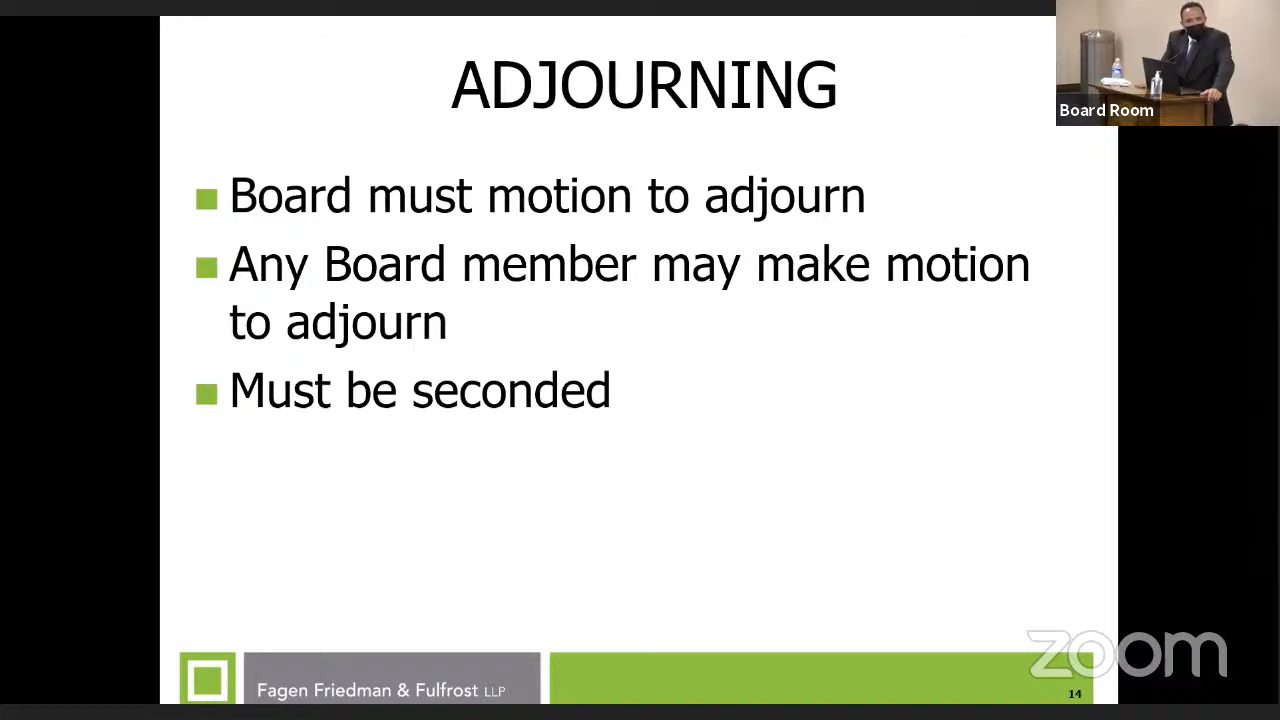 ADJOURNING
Board Room
Board must motion to adjourn
Any Board member may make motion
to adjourn
Must be seconded
Fagen Friedman & Fulfrost LLP
zoom
14